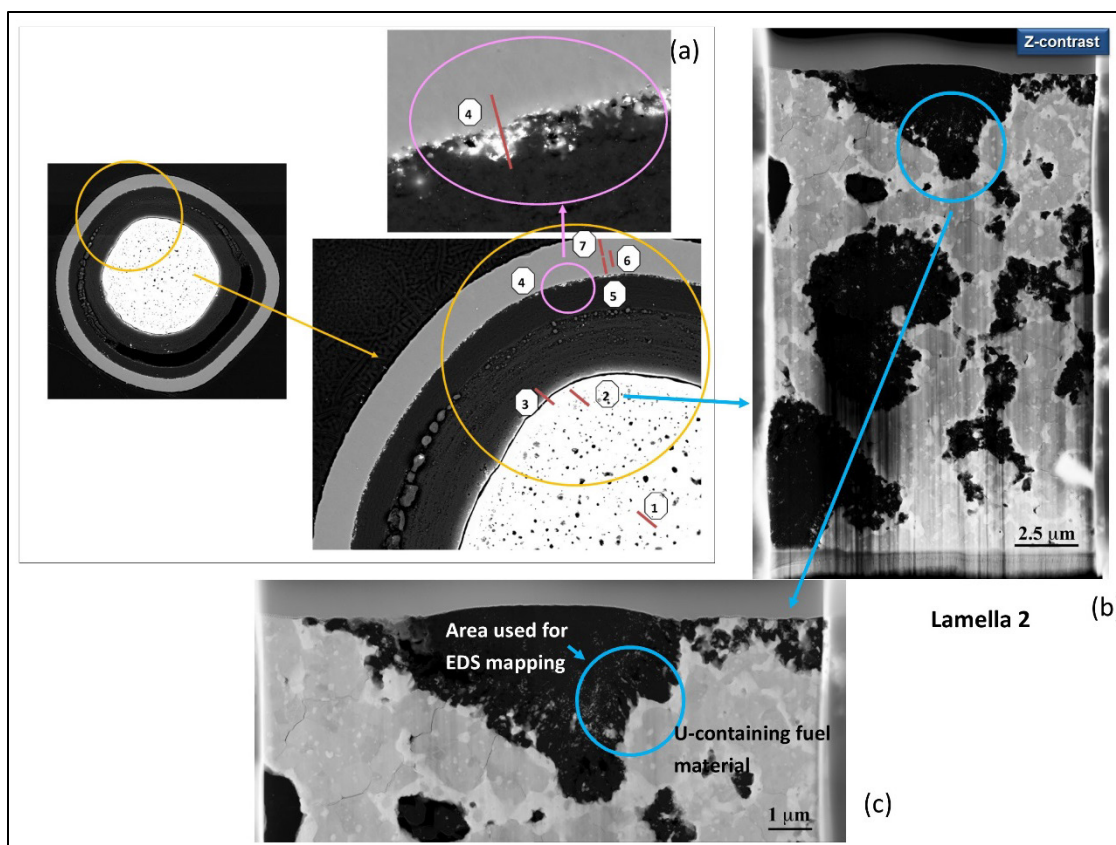 (a)
4
Z-contrast
7
6
4
5
3
2
1
2.5 μm
(b)
Lamella 2
Area used for
EDS mapping
U-containing fuel
material
1 μm
(c)